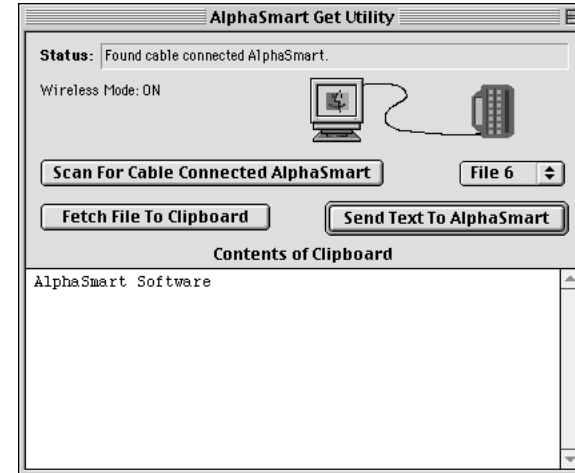 AlphaSmart Get Utility
Status: Found cable connected AlphaSmart.
Wireless Mode: ON
Scan For Cable Connected AlphaSmart
File 6
Fetch File To Clipboard
Send Text To AlphaSmart
Contents of Clipboard
AlphaSmart Software